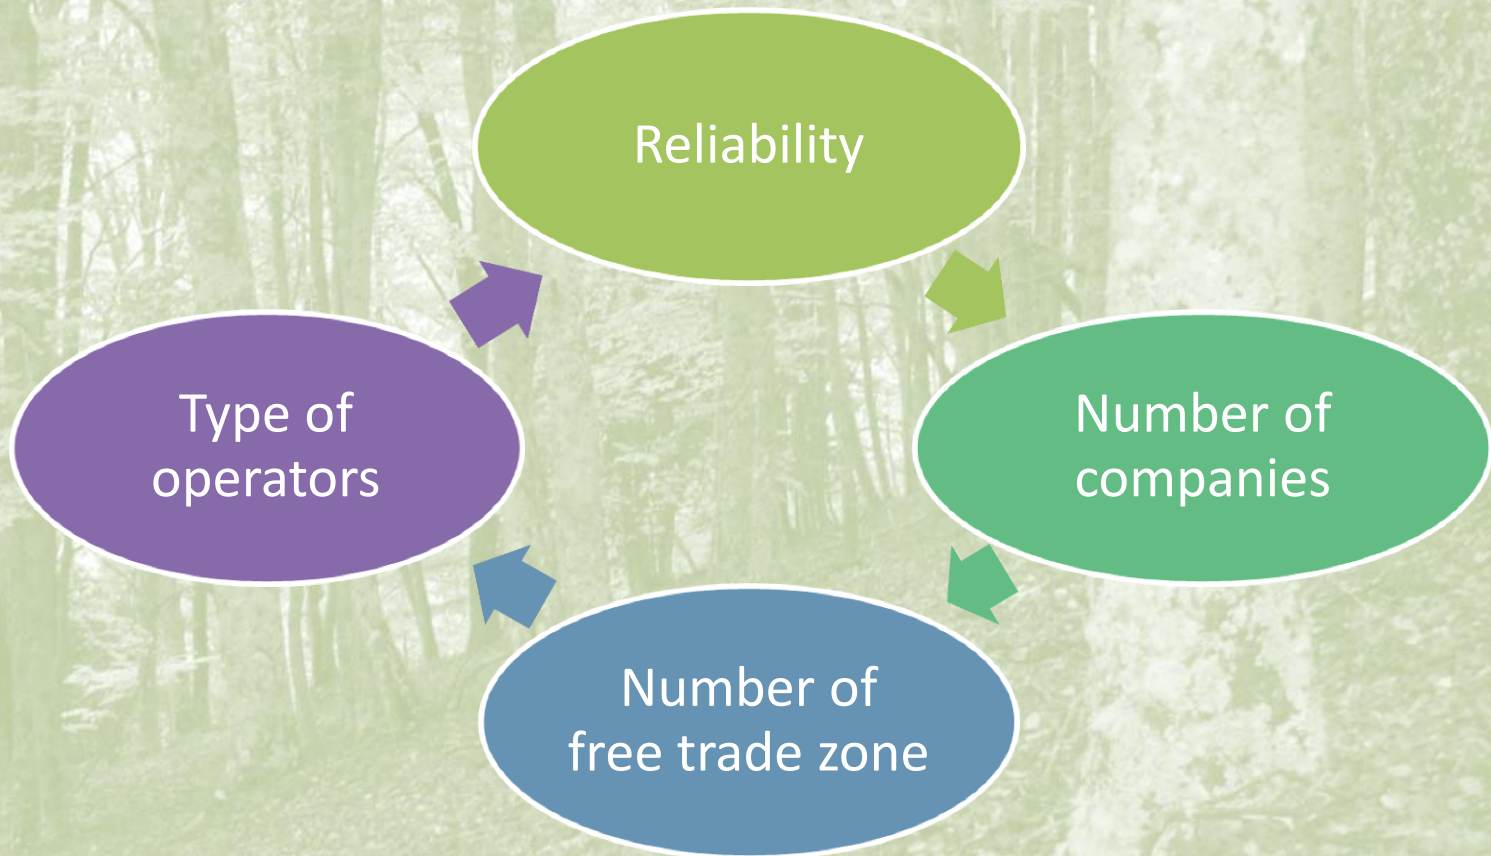 Reliability
Number of
companies
Number of
free trade zone
Type of
operators